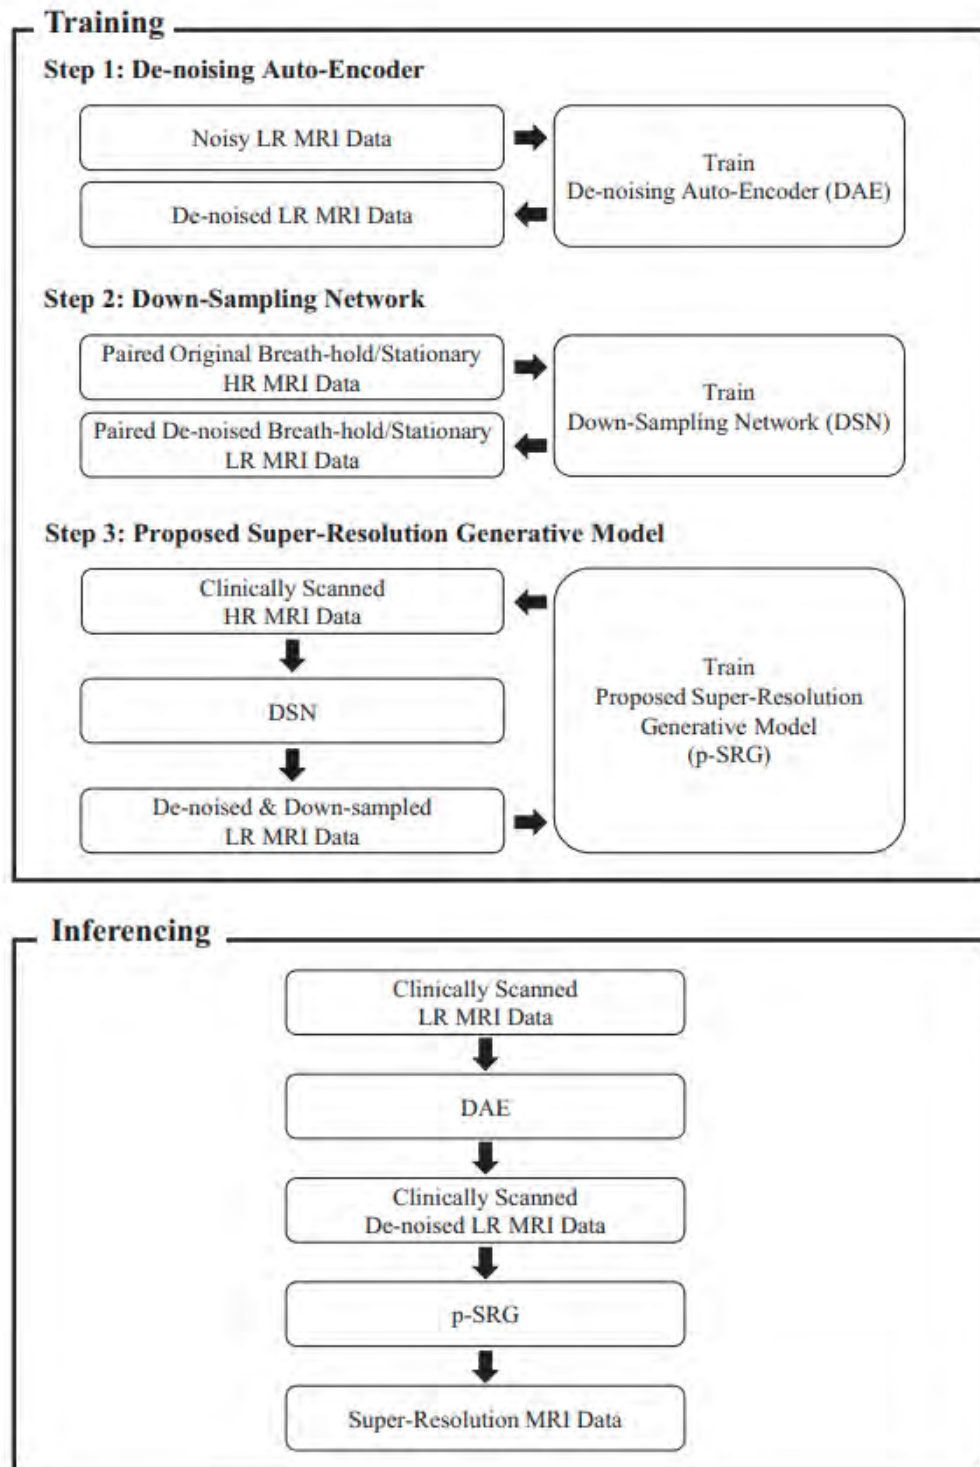 Training
Step 1: De-noising Auto-Encoder
Noisy LR MRI Data
De-noised LR MRI Data
Train
De-noising Auto-Encoder (DAE)
Step 2: Down-Sampling Network
Paired Original Breath-hold/Stationary
HR MRI Data
Paired De-noised Breath-hold/Stationary
LR MRI Data
Train
Down-Sampling Network (DSN)
Step 3: Proposed Super-Resolution Generative Model
Clinically Scanned
HR MRI Data
DSN
De-noised & Down-sampled
LR MRI Data
Train
Proposed Super-Resolution
Generative Model
(p-SRG)
Inferencing
Clinically Scanned
LR MRI Data
DAE
Clinically Scanned
De-noised LR MRI Data
p-SRG
Super-Resolution MRI Data